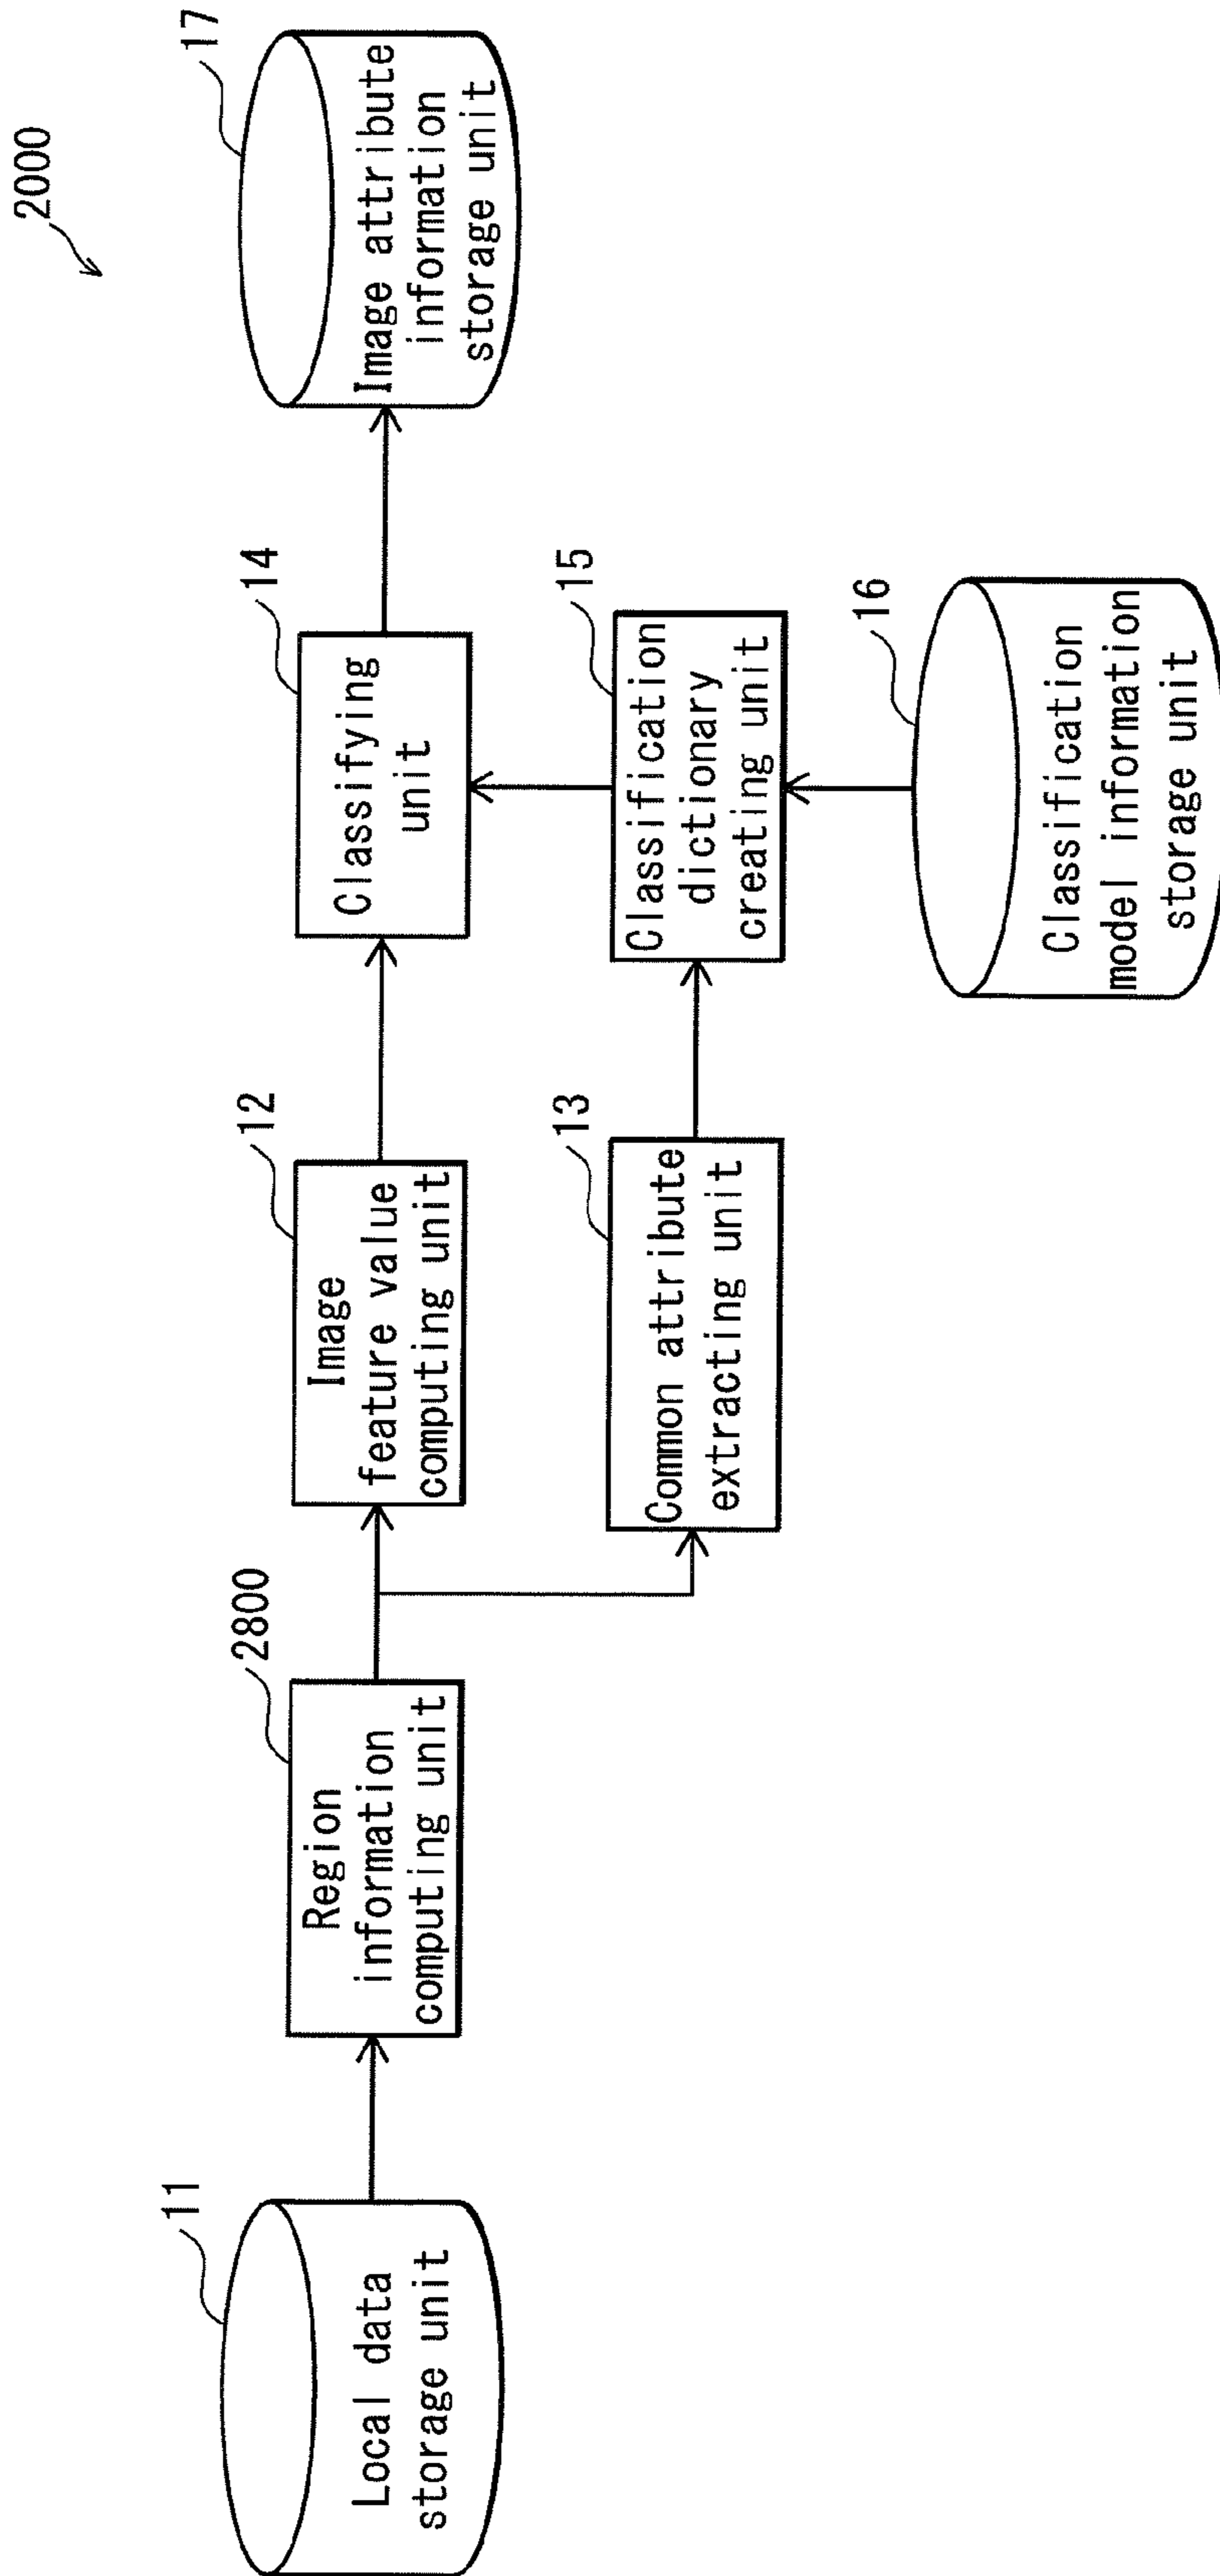 2000
11
Local data
storage unit
2800
Region
information
computing unit
12
Image
feature value
computing unit
13
Common attribute
extracting unit
14
Classifying
unit
15
Classification
dictionary
creating unit
16
Classification
model information
storage unit
17
Image attribute
information
storage unit